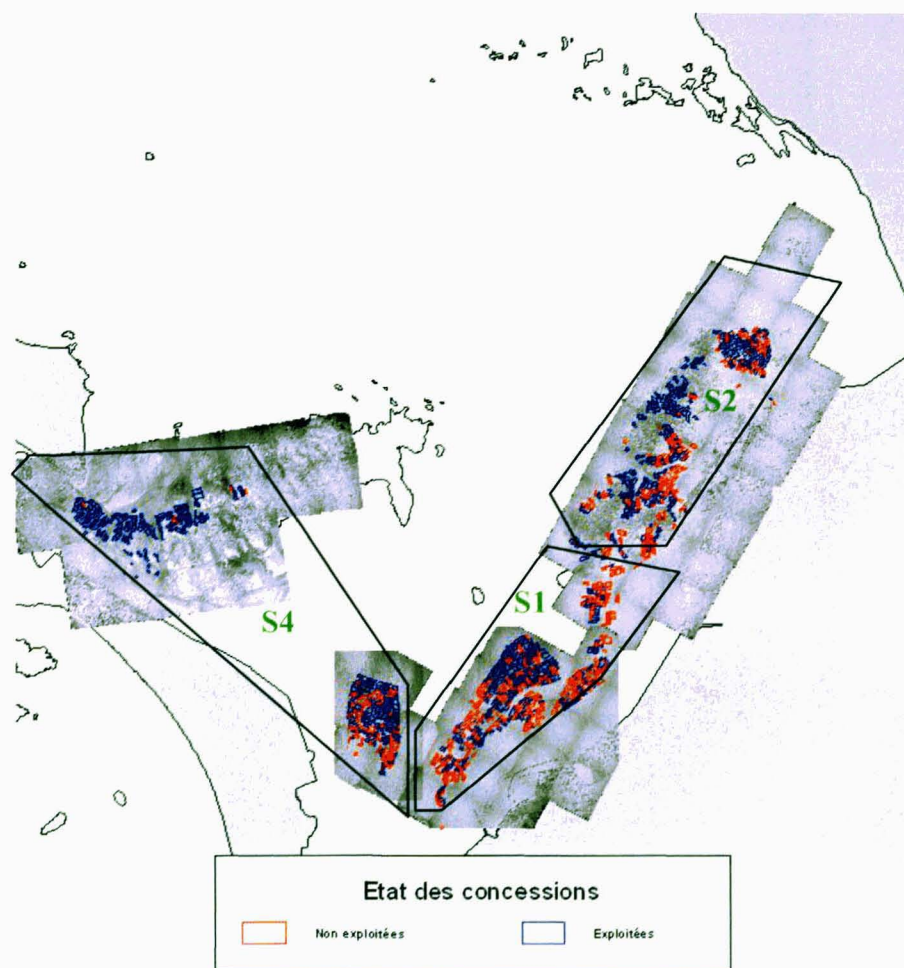 S2
S1
S4
Etat des concessions
Non exploitées
Exploitées